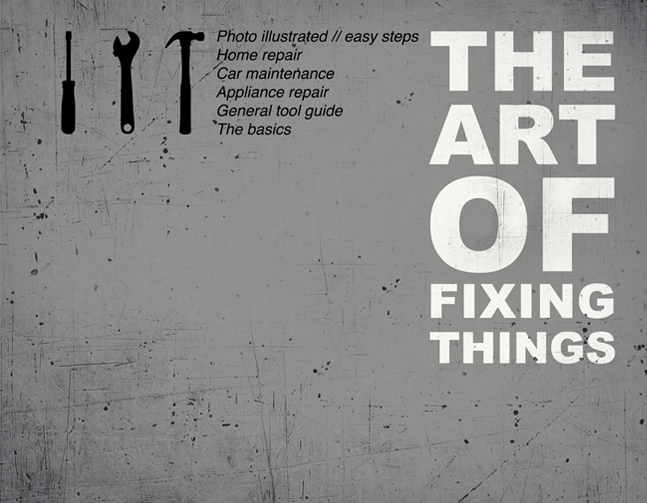 Photo illustrated // easy steps
Home repair
Car maintenance
Appliance repair
General tool guide
The basics
THE
ART
OF
FIXING
THINGS